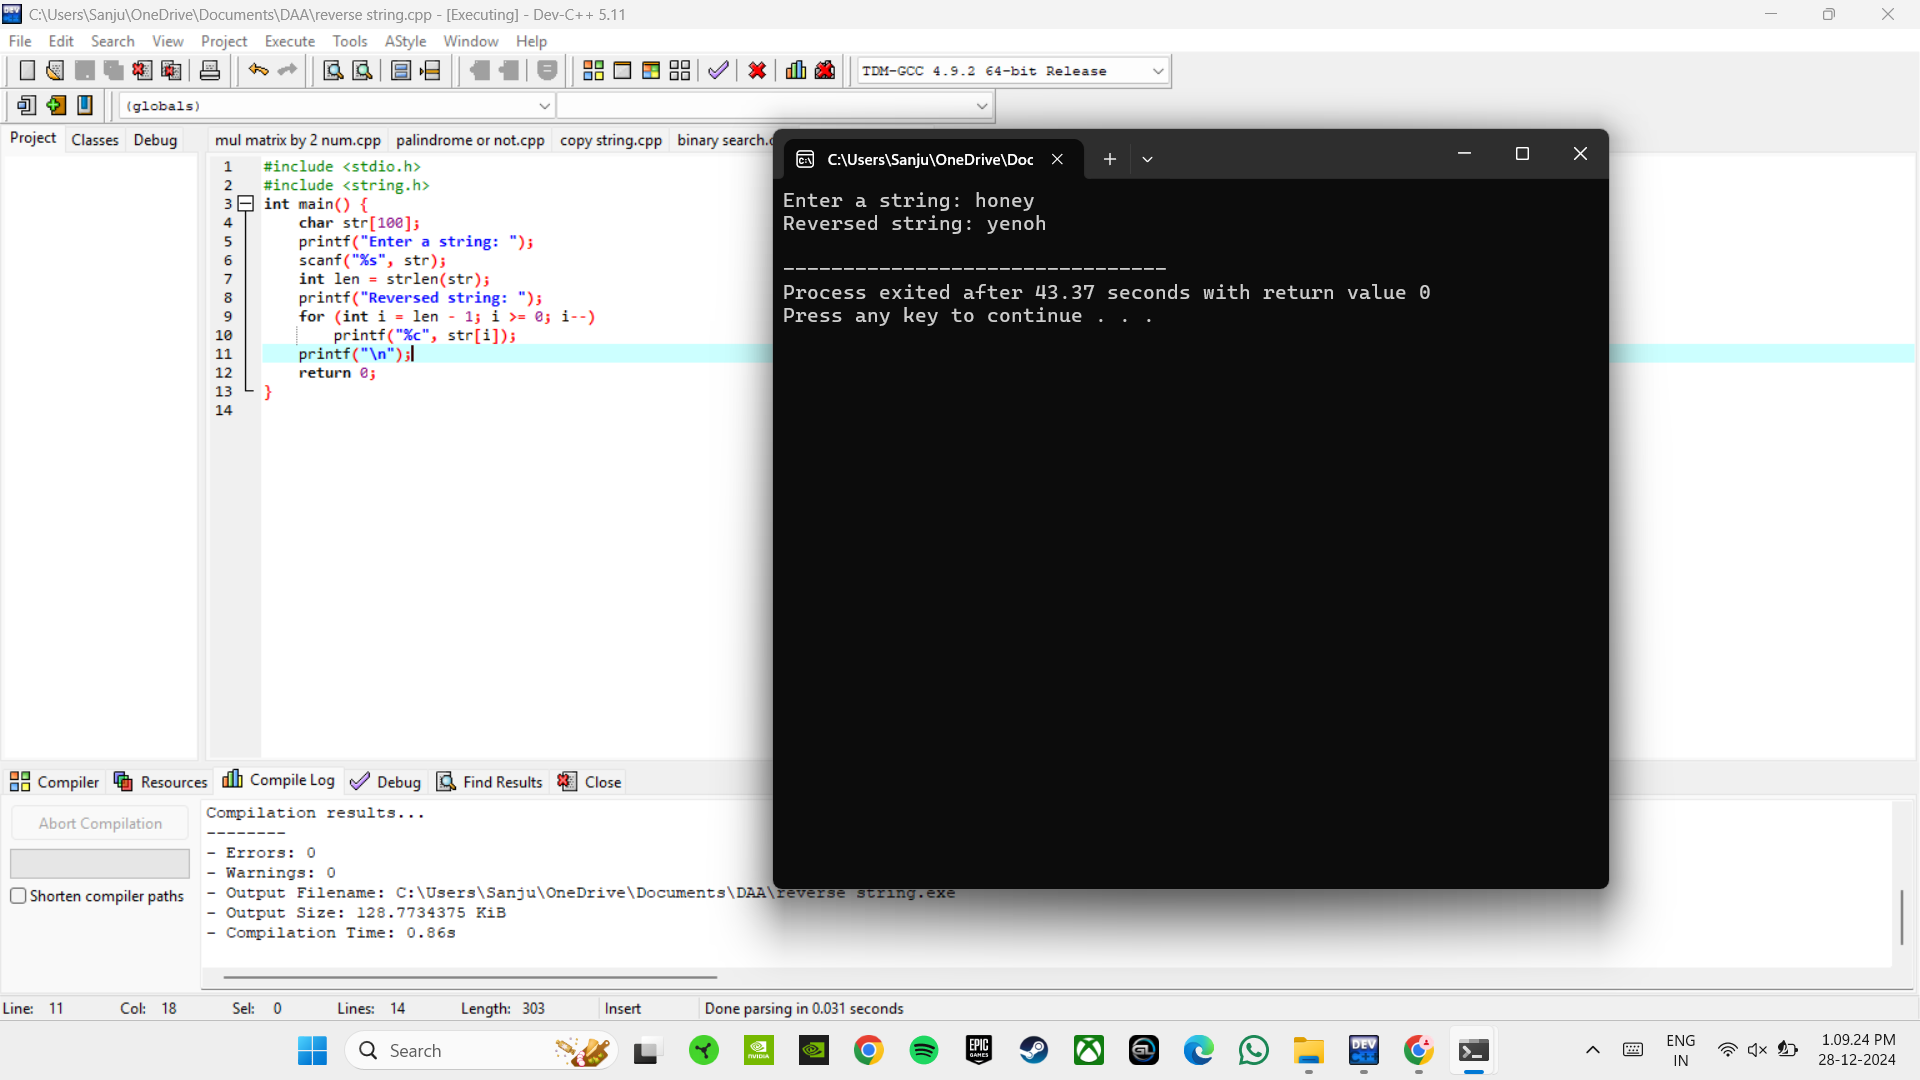 C:\Users\Sanju\OneDrive\Documents\DAA\reverse string.cpp - [Executing] - Dev-C++ 5.11
File Edit Search View Project Execute Tools AStyle Window Help
TDM-GCC 4.9.2 64-bit Release
(globals)
Project Classes Debug
mul matrix by 2 num.cpp palindrome or not.cpp copy string.cpp binary search.c
1 #include <stdio.h>
2 #include <string.h>
3 int main() {
4 char str[100];
5 printf("Enter a string: ");
6 scanf("%s", str);
7 int len = strlen(str);
8 printf("Reversed string: ");
9 for (int i = len - 1; i >= 0; i--)
10 printf("%c", str[i]);
11 printf("\n");
12 return 0;
13 }
14
C:\Users\Sanju\OneDrive\Doc
Enter a string: honey
Reversed string: yenoh
--------------------------------
Process exited after 43.37 seconds with return value 0
Press any key to continue . . .
Compiler Resources Compile Log Debug Find Results Close
Abort Compilation
Shorten compiler paths
Compilation results...
--------
- Errors: 0
- Warnings: 0
- Output Filename: C:\Users\Sanju\OneDrive\Documents\DAA\reverse string.exe
- Output Size: 128.7734375 KiB
- Compilation Time: 0.86s
Line: 11 Col: 18 Sel: 0 Lines: 14 Length: 303 Insert Done parsing in 0.031 seconds
Search
NVIDIA
EPIC GAMES
DEV
ENG
IN
1.09.24 PM
28-12-2024